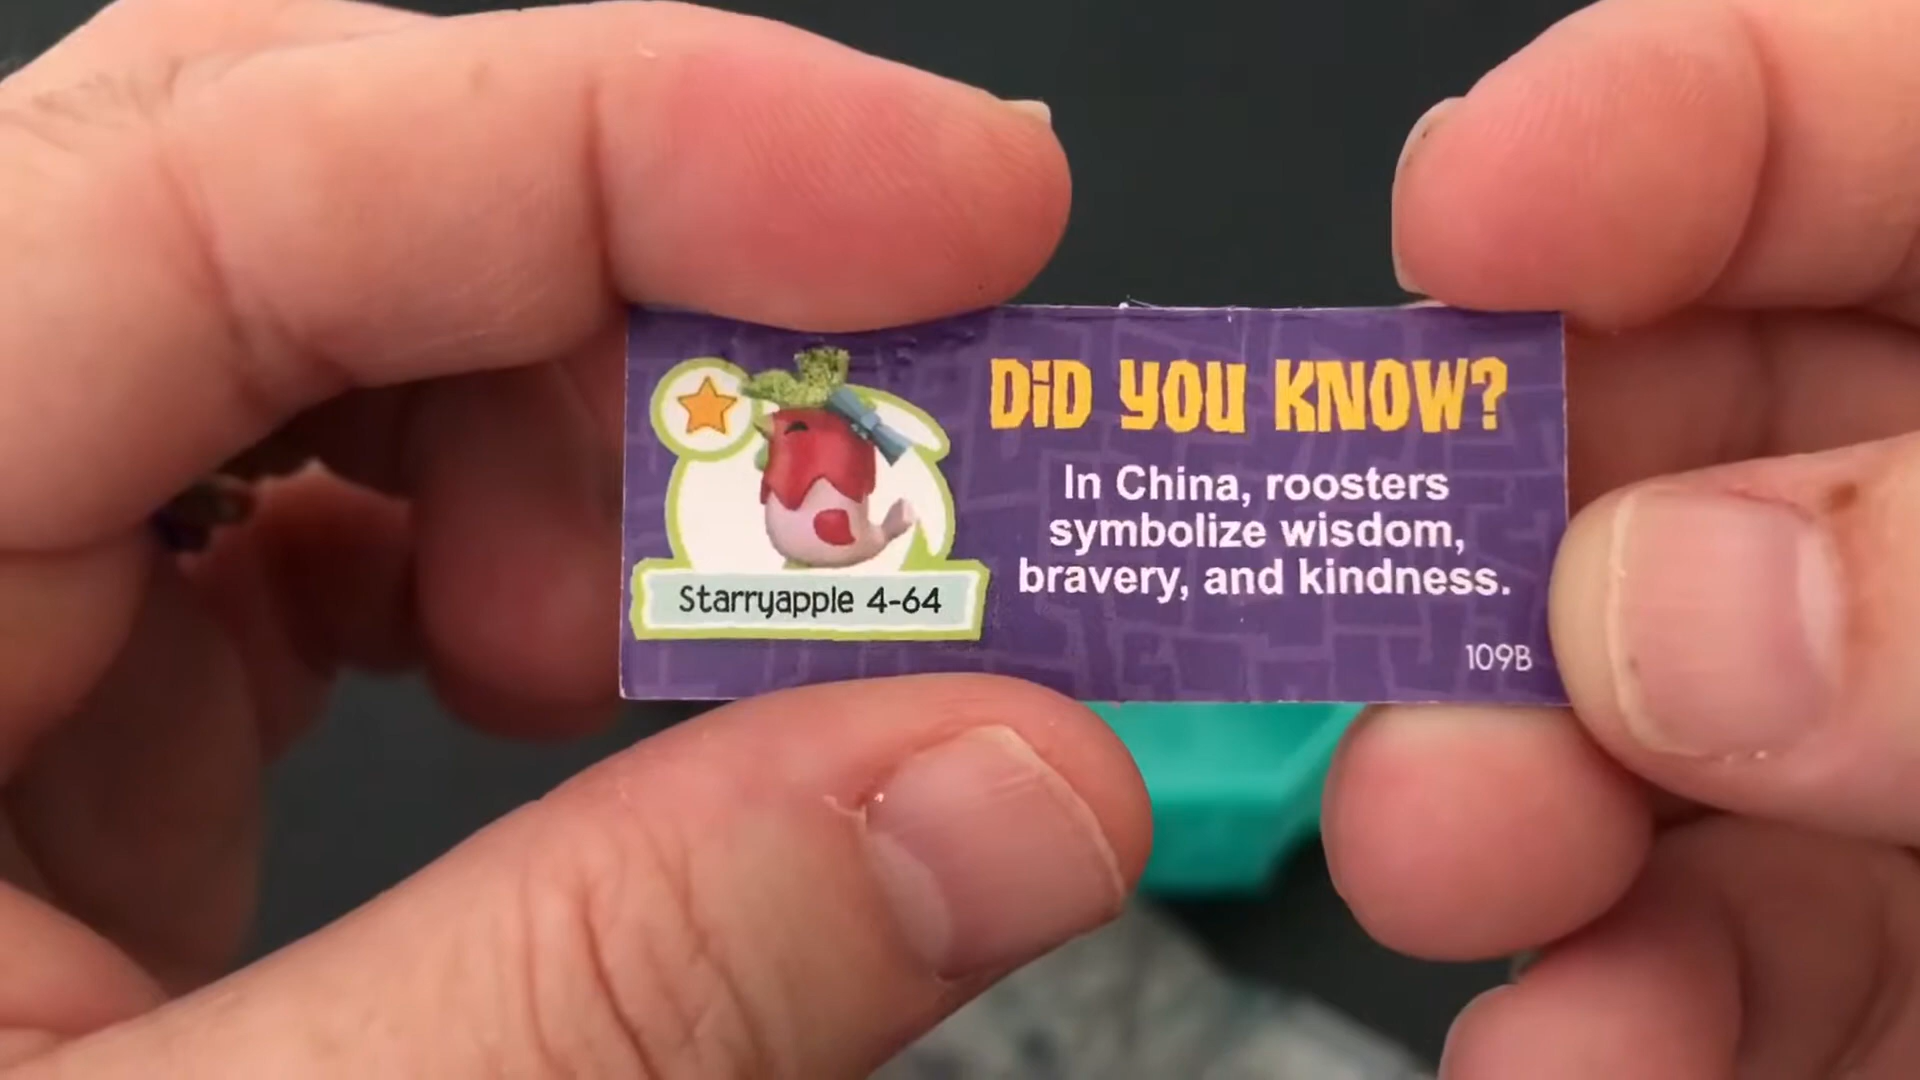 DiD YOU KNOW?
In China, roosters
symbolize wisdom,
bravery, and kindness.
Starryapple 4-64
109B